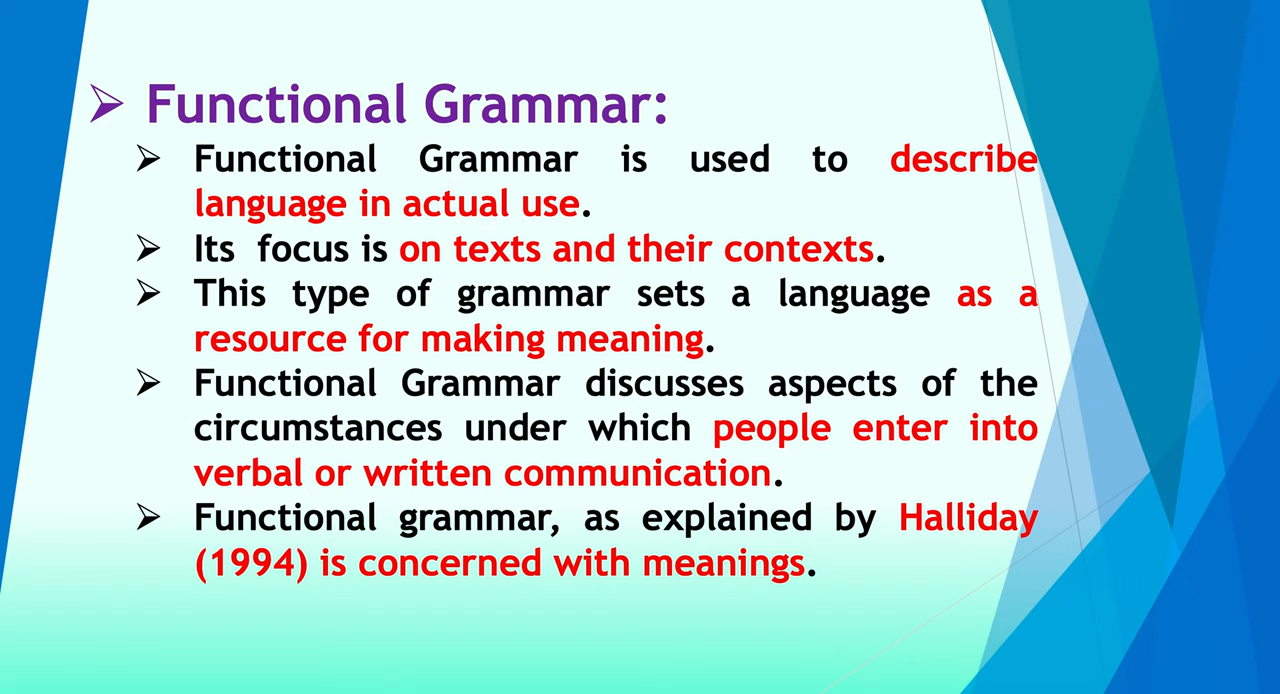 Functional Grammar:
Functional Grammar is used to describe
language in actual use.
Its focus is on texts and their contexts.
This type of grammar sets a language as a
resource for making meaning.
Functional Grammar discusses aspects of the
circumstances under which people enter into
verbal or written communication.
Functional grammar, as explained by Halliday
(1994) is concerned with meanings.